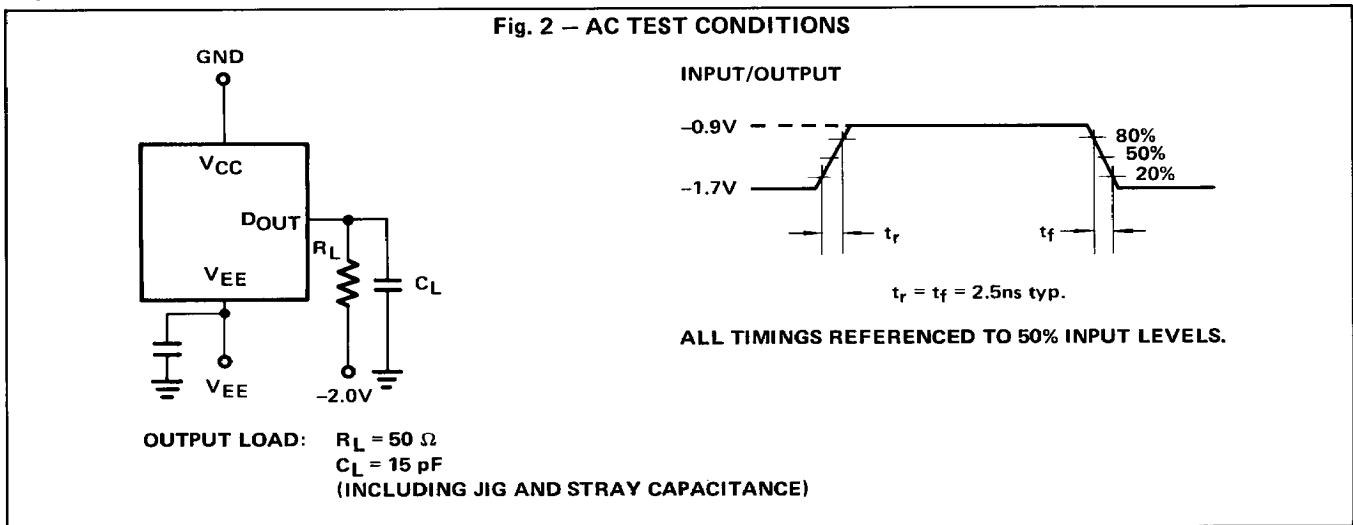 Fig. 2 — AC TEST CONDITIONS
GND
VCC
DOUT
VEE
RL
CL
VEE
–2.0V
OUTPUT LOAD: RL = 50 Ω
CL = 15 pF
(INCLUDING JIG AND STRAY CAPACITANCE)
INPUT/OUTPUT
–0.9V
–1.7V
80%
50%
20%
tr
tf
tr = tf = 2.5ns typ.
ALL TIMINGS REFERENCED TO 50% INPUT LEVELS.